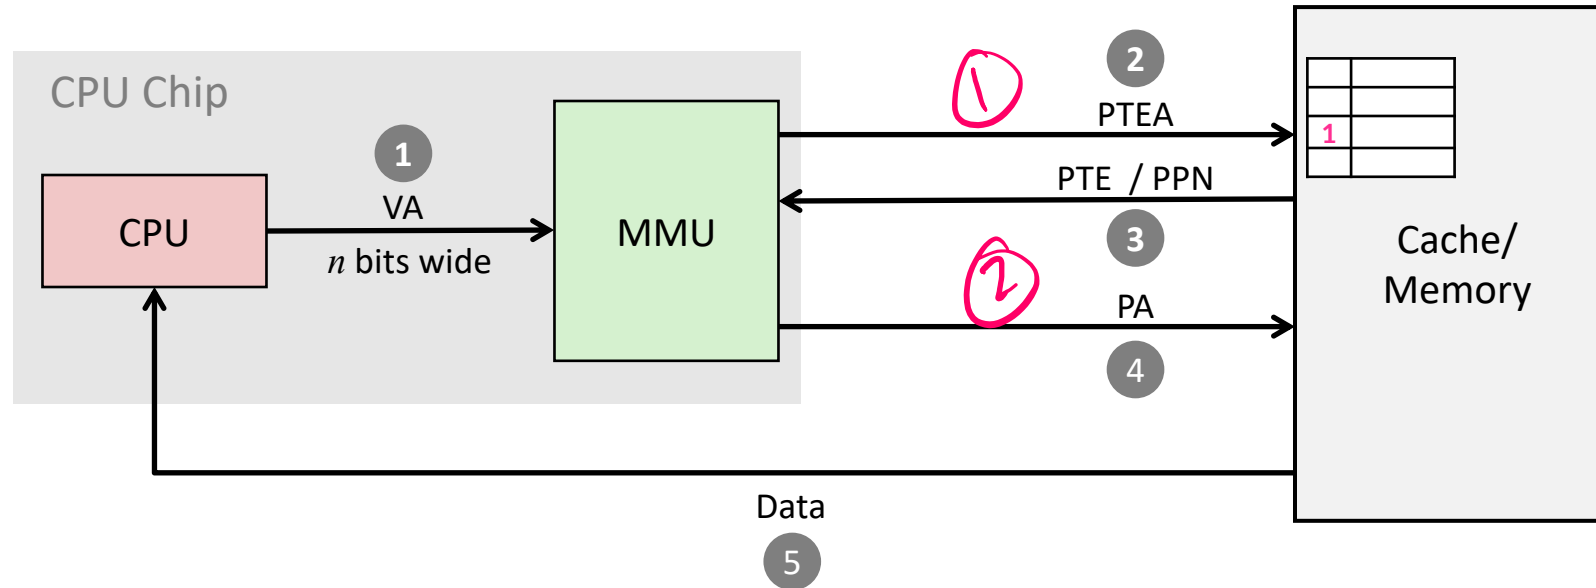 CPU Chip
1
2
PTEA
1
1
VA
CPU
n bits wide
MMU
PTE / PPN
3
2
PA
4
Cache/
Memory
Data
5